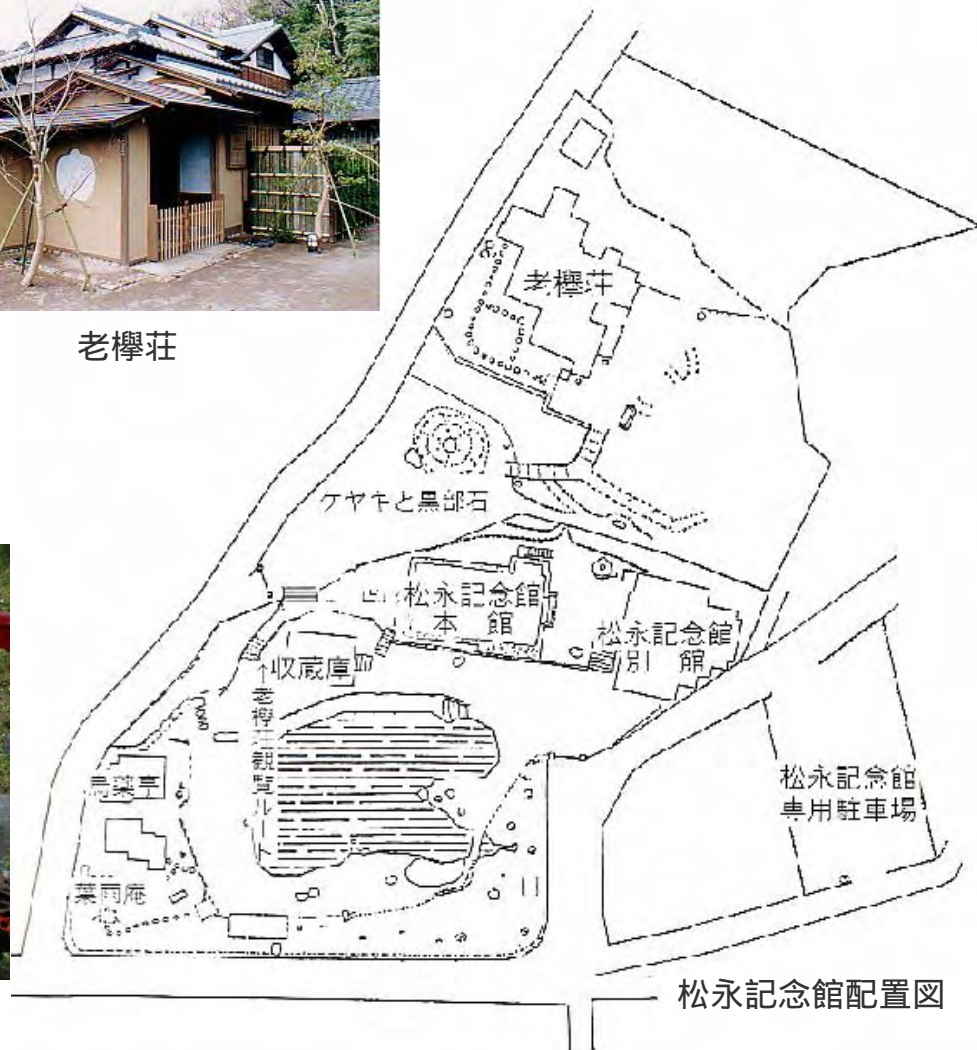 老欅荘
老欅荘
ケヤキと黒部石
松永記念館
本館
松永記念館
別館
収蔵庫
↑老欅荘観覧ルート
烏薬亭
葉雨庵
松永記念館
専用駐車場
松永記念館配置図